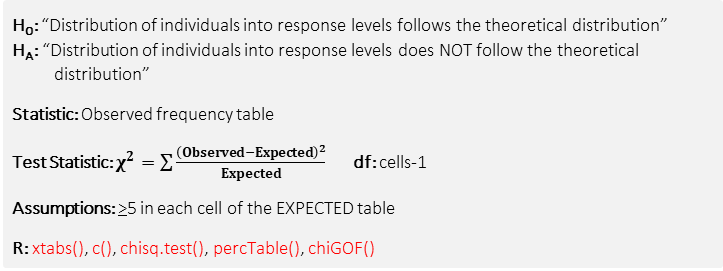 H₀: “Distribution of individuals into response levels follows the theoretical distribution”
Hᴀ: “Distribution of individuals into response levels does NOT follow the theoretical
distribution”
Statistic: Observed frequency table
Test Statistic: χ² = ∑ (Observed−Expected)² / Expected df: cells-1
Assumptions: ≥5 in each cell of the EXPECTED table
R: xtabs(), c(), chisq.test(), percTable(), chiGOF()